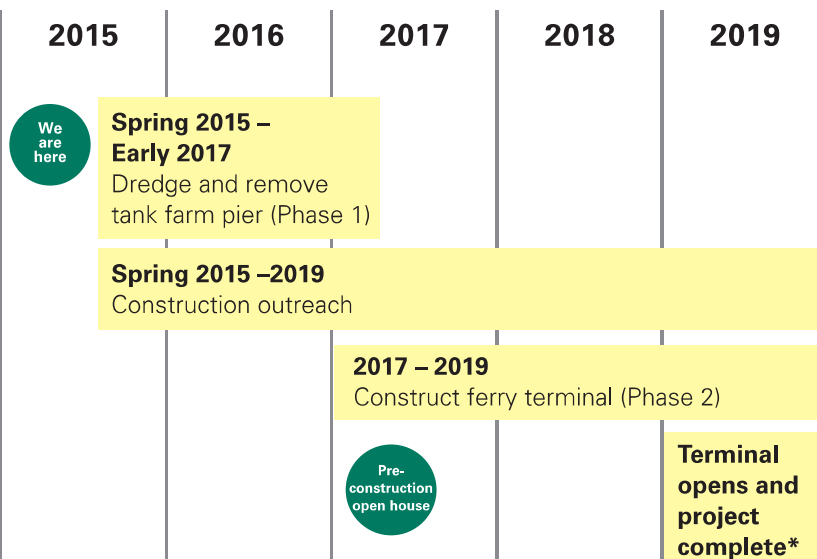 2015 2016 2017 2018 2019
We
are
here
Spring 2015 –
Early 2017
Dredge and remove
tank farm pier (Phase 1)
Spring 2015 –2019
Construction outreach
2017 – 2019
Construct ferry terminal (Phase 2)
Pre-
construction
open house
Terminal
opens and
project
complete*